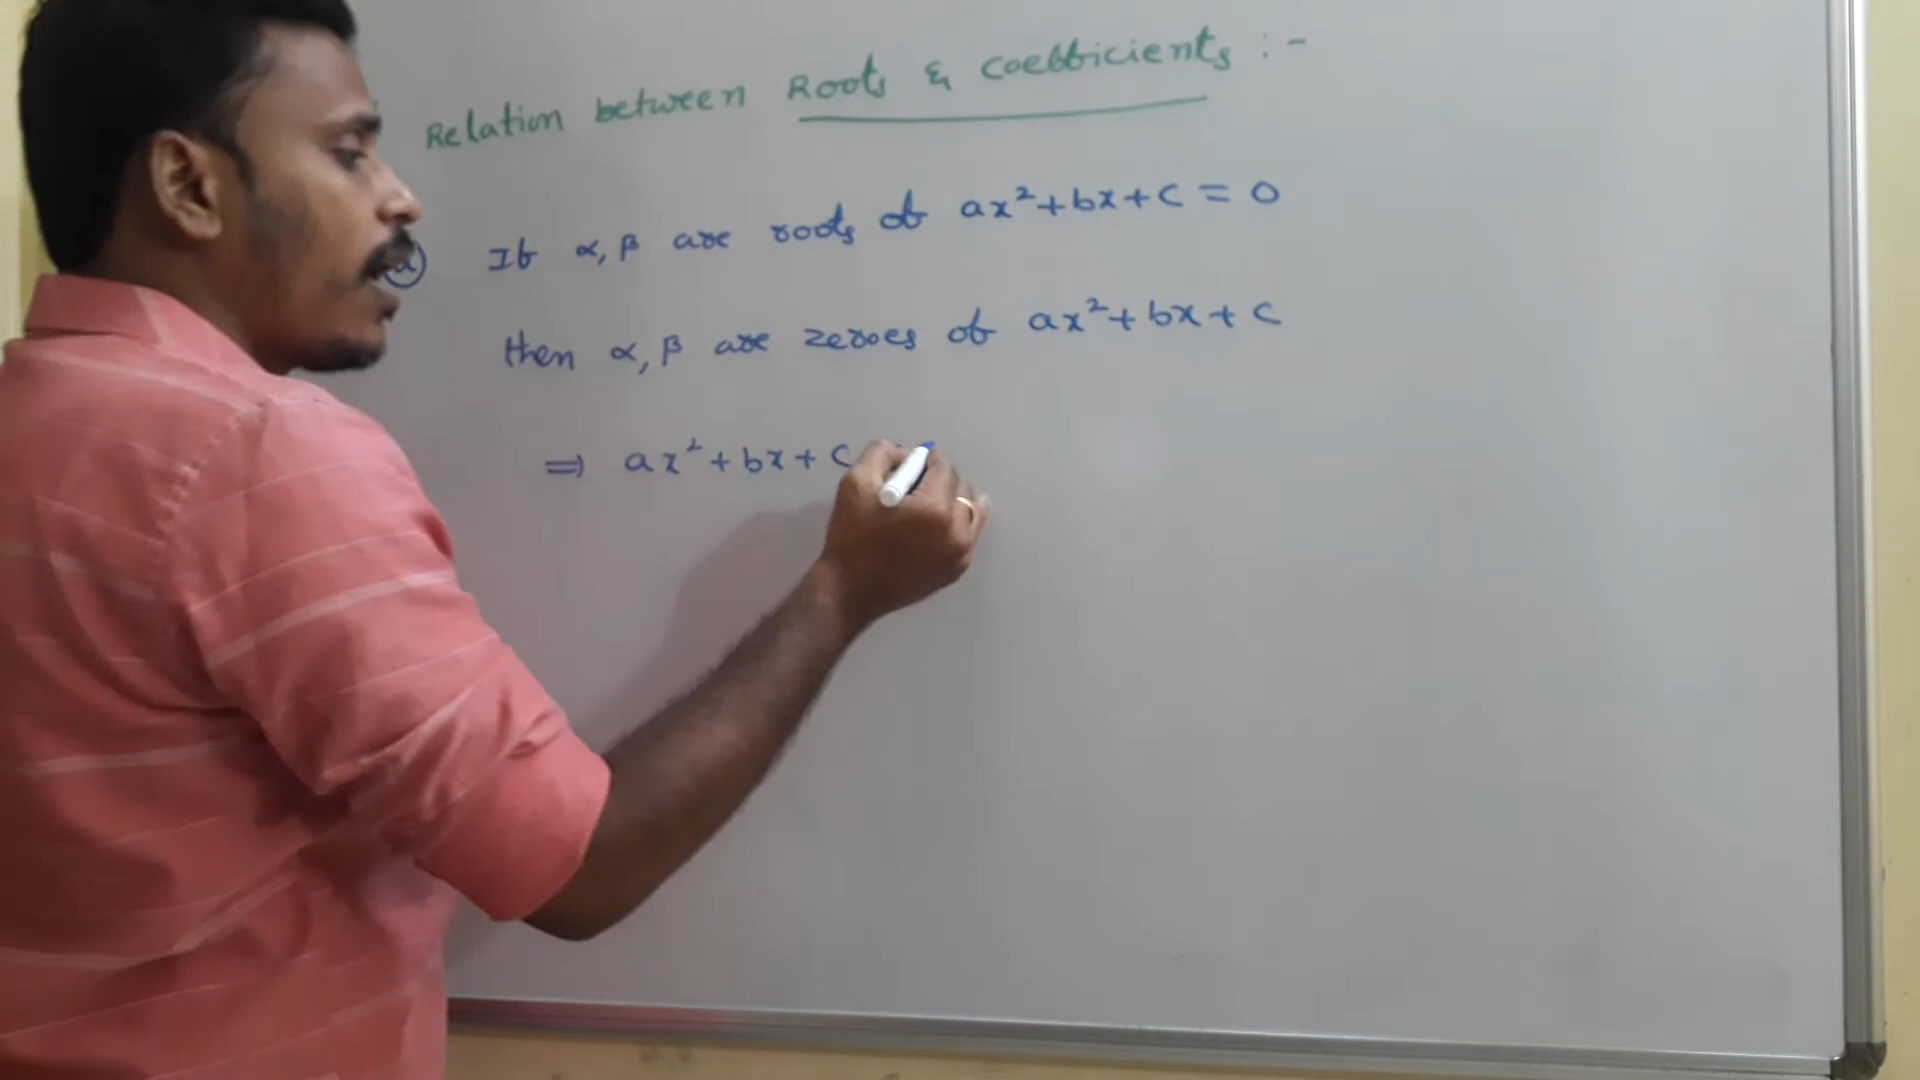 Relation between Roots & Coefficients :-
a) If α, β are roots of ax²+bx+c = 0
then α, β are zeroes of ax²+bx+c
⇒ ax²+bx+c